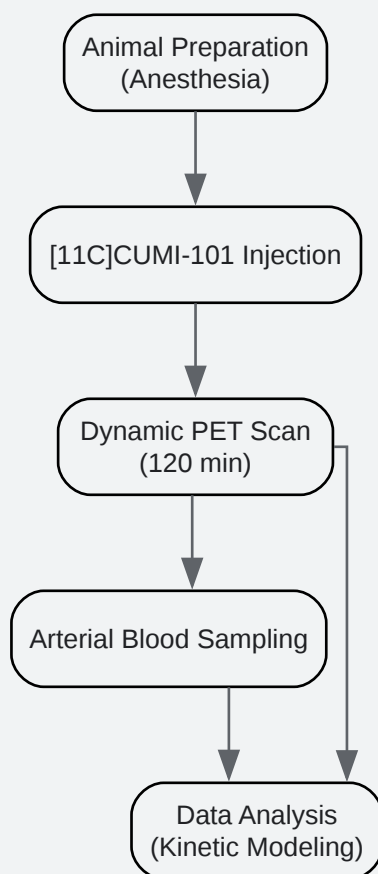 Animal Preparation
(Anesthesia)
[11C]CUMI-101 Injection
Dynamic PET Scan
(120 min)
Arterial Blood Sampling
Data Analysis
(Kinetic Modeling)